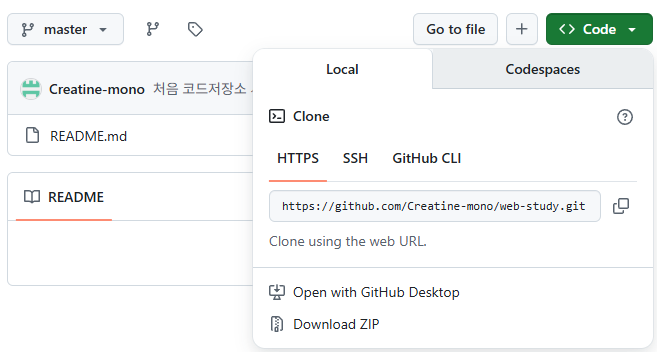 master
Go to file
Code
Creatine-mono 처음 코드저장소
README.md
README
Local
Codespaces
Clone
HTTPS SSH GitHub CLI
https://github.com/Creatine-mono/web-study.git
Clone using the web URL.
Open with GitHub Desktop
Download ZIP